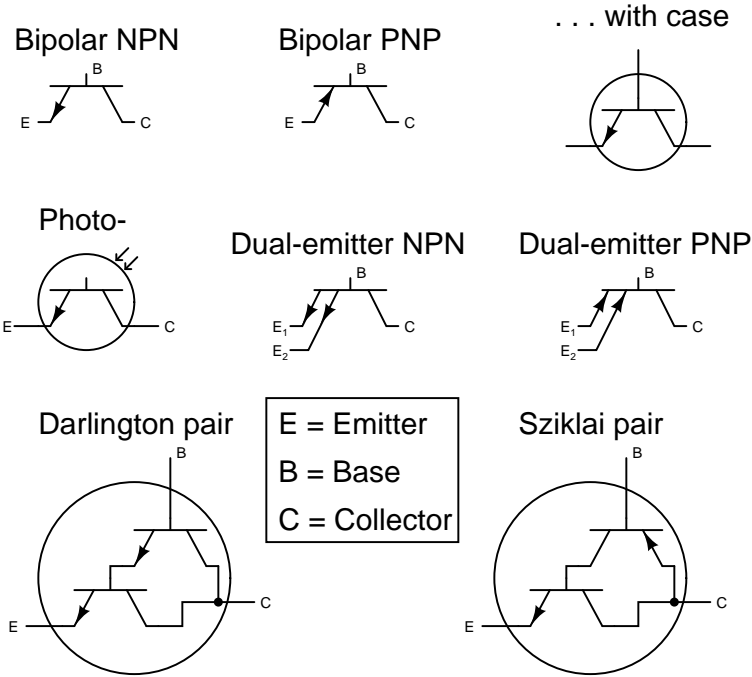 Bipolar NPN
B
E
C
Bipolar PNP
B
E
C
. . . with case
Photo-
E
C
Dual-emitter NPN
B
E1
C
E2
Dual-emitter PNP
B
E1
C
E2
Darlington pair
B
E
C
E = Emitter
B = Base
C = Collector
Sziklai pair
B
E
C